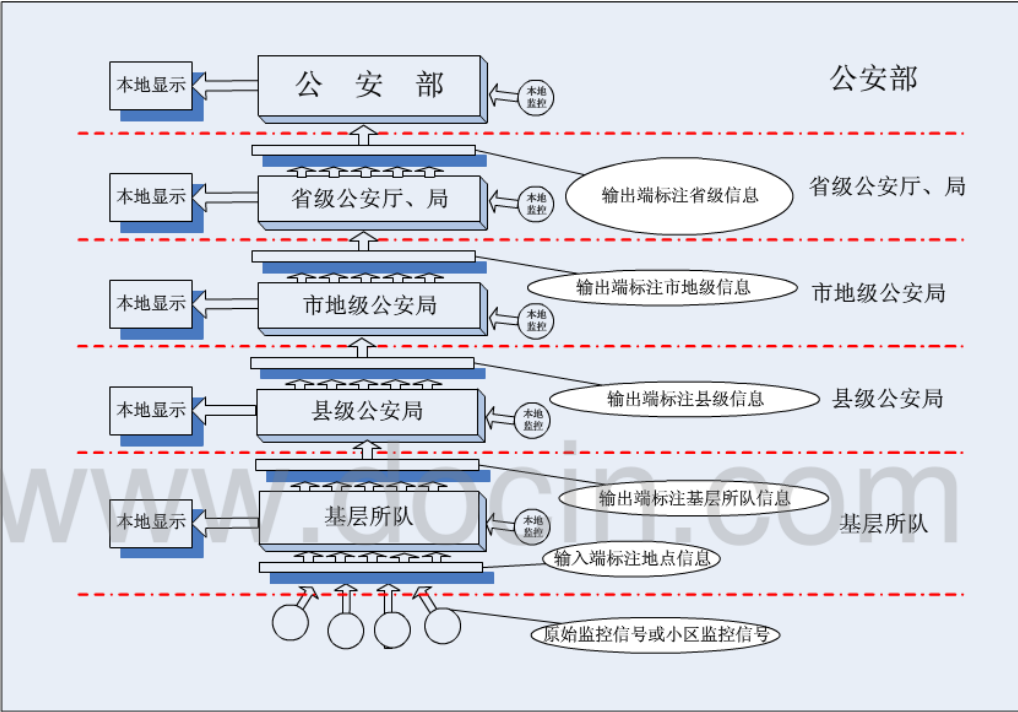 本地显示
公 安 部
本地
监控
公安部
本地显示
省级公安厅、局
本地
监控
输出端标注省级信息
省级公安厅、局
本地显示
市地级公安局
本地
监控
输出端标注市地级信息
市地级公安局
本地显示
县级公安局
本地
监控
输出端标注县级信息
县级公安局
本地显示
基层所队
本地
监控
输出端标注基层所队信息
基层所队
输入端标注地点信息
原始监控信号或小区监控信号
www.docin.com